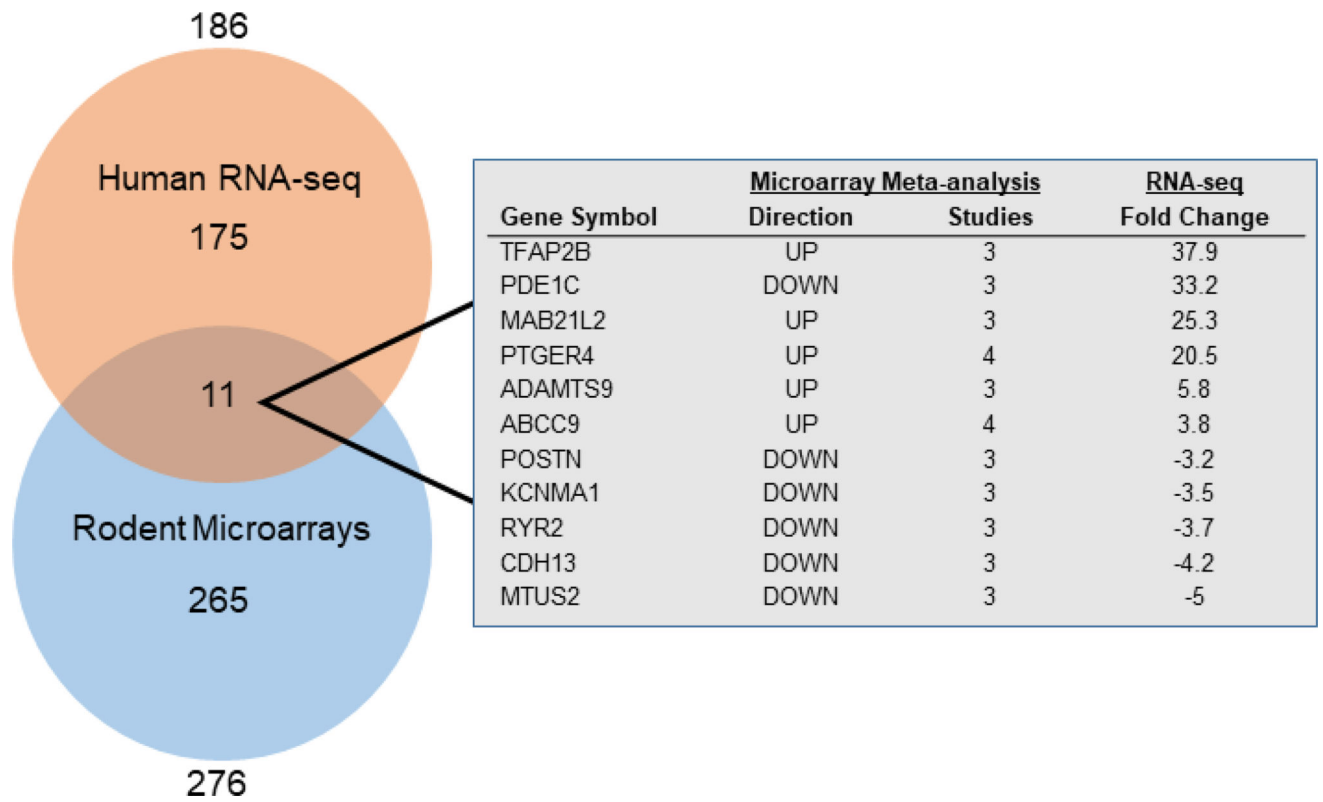 186
Human RNA-seq
175
11
Rodent Microarrays
265
276
Microarray Meta-analysis RNA-seq
Gene Symbol Direction Studies Fold Change
TFAP2B UP 3 37.9
PDE1C DOWN 3 33.2
MAB21L2 UP 3 25.3
PTGER4 UP 4 20.5
ADAMTS9 UP 3 5.8
ABCC9 UP 4 3.8
POSTN DOWN 3 -3.2
KCNMA1 DOWN 3 -3.5
RYR2 DOWN 3 -3.7
CDH13 DOWN 3 -4.2
MTUS2 DOWN 3 -5